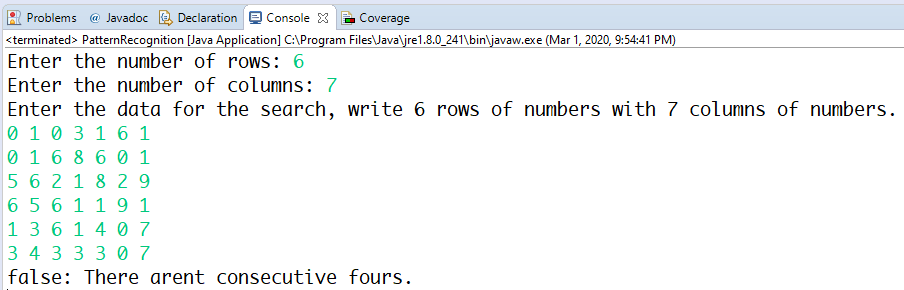 Problems @ Javadoc Declaration Console Coverage
<terminated> PatternRecognition [Java Application] C:\Program Files\Java\jre1.8.0_241\bin\javaw.exe (Mar 1, 2020, 9:54:41 PM)
Enter the number of rows: 6
Enter the number of columns: 7
Enter the data for the search, write 6 rows of numbers with 7 columns of numbers.
0 1 0 3 1 6 1
0 1 6 8 6 0 1
5 6 2 1 8 2 9
6 5 6 1 1 9 1
1 3 6 1 4 0 7
3 4 3 3 3 0 7
false: There arent consecutive fours.